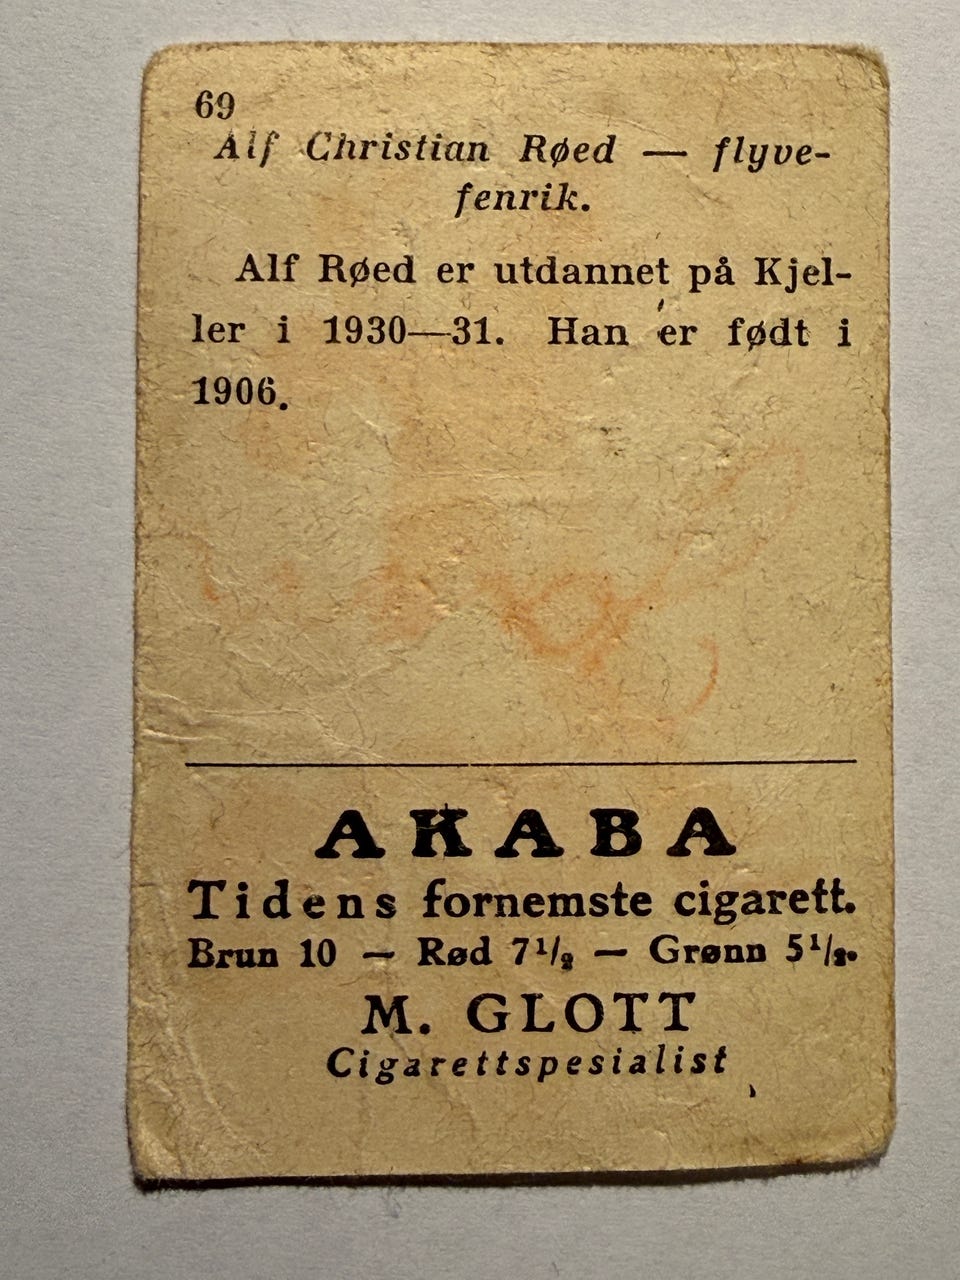 69
Alf Christian Røed — flyve-
fenrik.
Alf Røed er utdannet på Kjel-
ler i 1930—31. Han er født i
1906.
AKABA
Tidens fornemste cigarett.
Brun 10 — Rød 7½ — Grønn 5½.
M. GLOTT
Cigarettspesialist